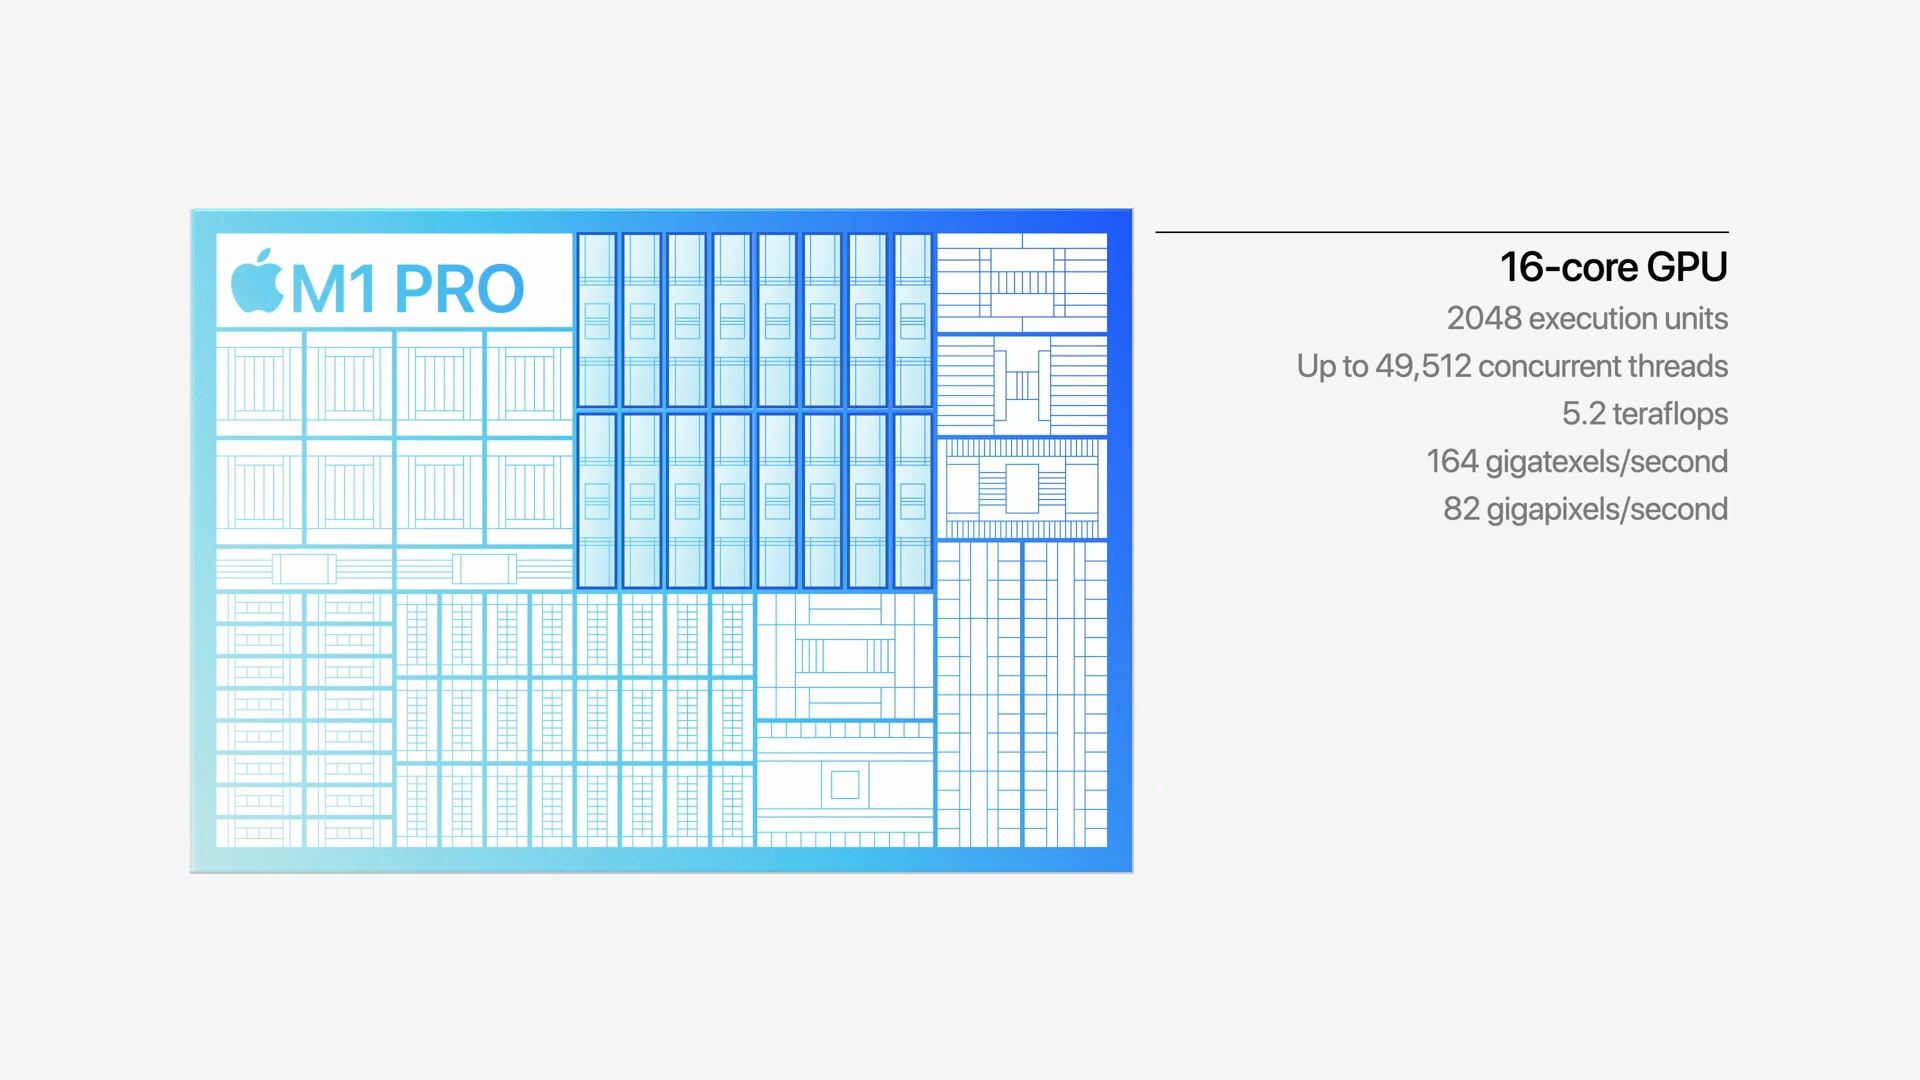 M1 PRO
16-core GPU
2048 execution units
Up to 49,512 concurrent threads
5.2 teraflops
164 gigatexels/second
82 gigapixels/second